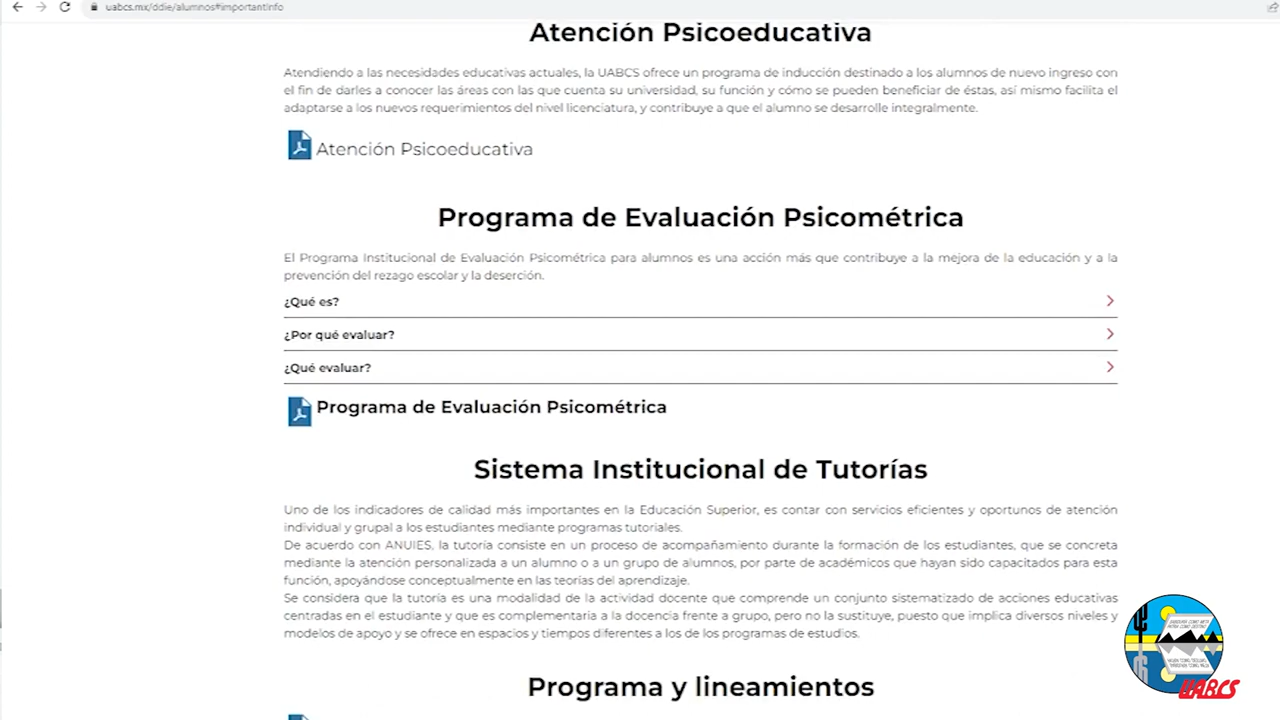 uabcs.mx/ddie/alumnos#importantInfo
Atención Psicoeducativa
Atendiendo a las necesidades educativas actuales, la UABCS ofrece un programa de inducción destinado a los alumnos de nuevo ingreso con
el fin de darles a conocer las áreas con las que cuenta su universidad, su función y cómo se pueden beneficiar de éstas, así mismo facilita el
adaptarse a los nuevos requerimientos del nivel licenciatura, y contribuye a que el alumno se desarrolle integralmente.
Atención Psicoeducativa
Programa de Evaluación Psicométrica
El Programa Institucional de Evaluación Psicométrica para alumnos es una acción más que contribuye a la mejora de la educación y a la
prevención del rezago escolar y la deserción.
¿Qué es?
¿Por qué evaluar?
¿Qué evaluar?
Programa de Evaluación Psicométrica
Sistema Institucional de Tutorías
Uno de los indicadores de calidad más importantes en la Educación Superior, es contar con servicios eficientes y oportunos de atención
individual y grupal a los estudiantes mediante programas tutoriales.
De acuerdo con ANUIES, la tutoría consiste en un proceso de acompañamiento durante la formación de los estudiantes, que se concreta
mediante la atención personalizada a un alumno o a un grupo de alumnos, por parte de académicos que hayan sido capacitados para esta
función, apoyándose conceptualmente en las teorías del aprendizaje.
Se considera que la tutoría es una modalidad de la actividad docente que comprende un conjunto sistematizado de acciones educativas
centradas en el estudiante y que es complementaria a la docencia frente a grupo, pero no la sustituye, puesto que implica diversos niveles y
modelos de apoyo y se ofrece en espacios y tiempos diferentes a los de los programas de estudios.
Programa y lineamientos
UABCS